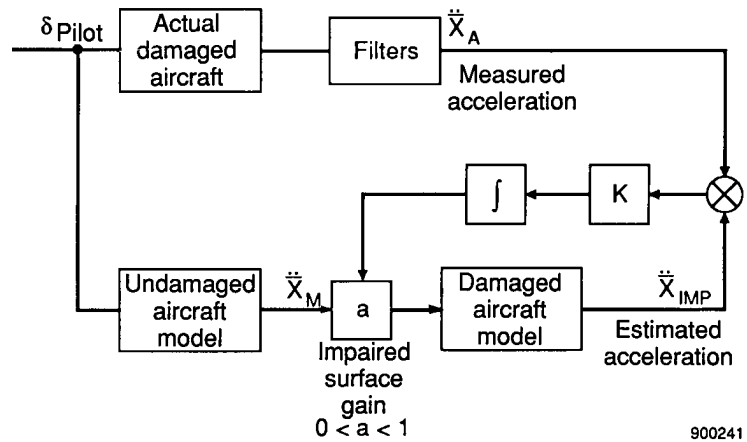 δPilot
Actual
damaged
aircraft
Filters
Ẍ̄A
Measured
acceleration
∫
K
Undamaged
aircraft
model
Ẍ̄M
a
Impaired
surface
gain
0 < a < 1
Damaged
aircraft
model
Ẍ̄IMP
Estimated
acceleration
900241